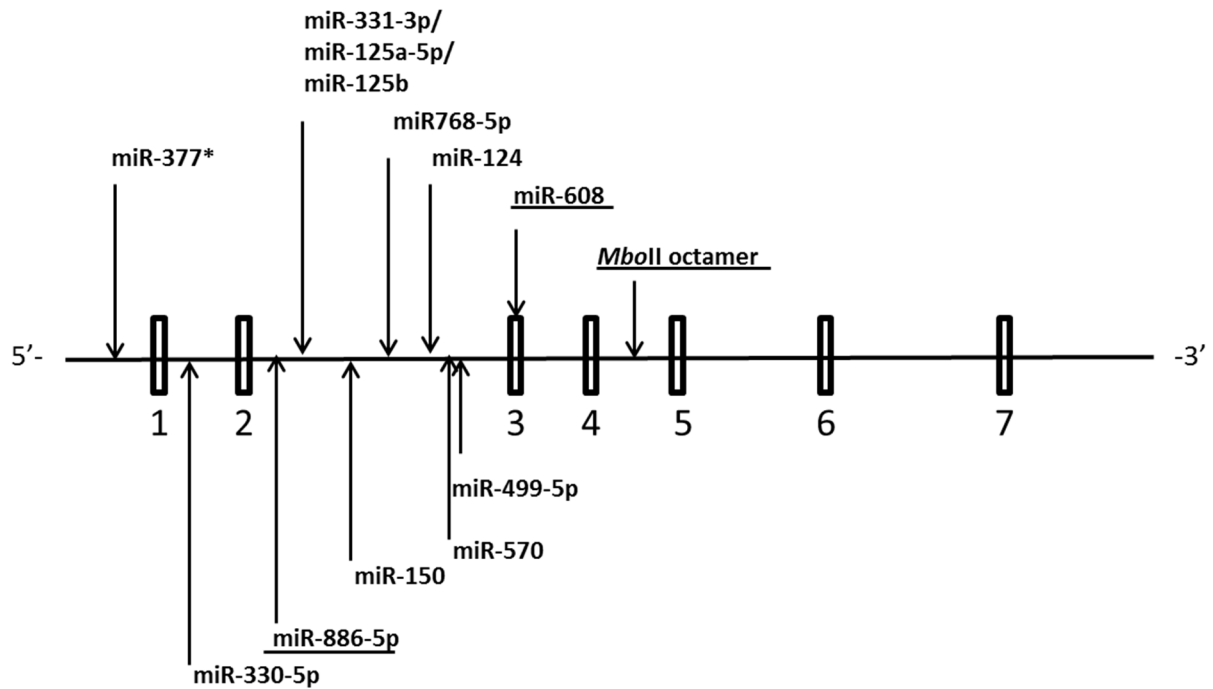 miR-331-3p/
miR-125a-5p/
miR-125b
miR768-5p
miR-377*
miR-124
miR-608
MboII octamer
5’-
-3’
1
2
3
4
5
6
7
miR-499-5p
miR-570
miR-150
miR-886-5p
miR-330-5p